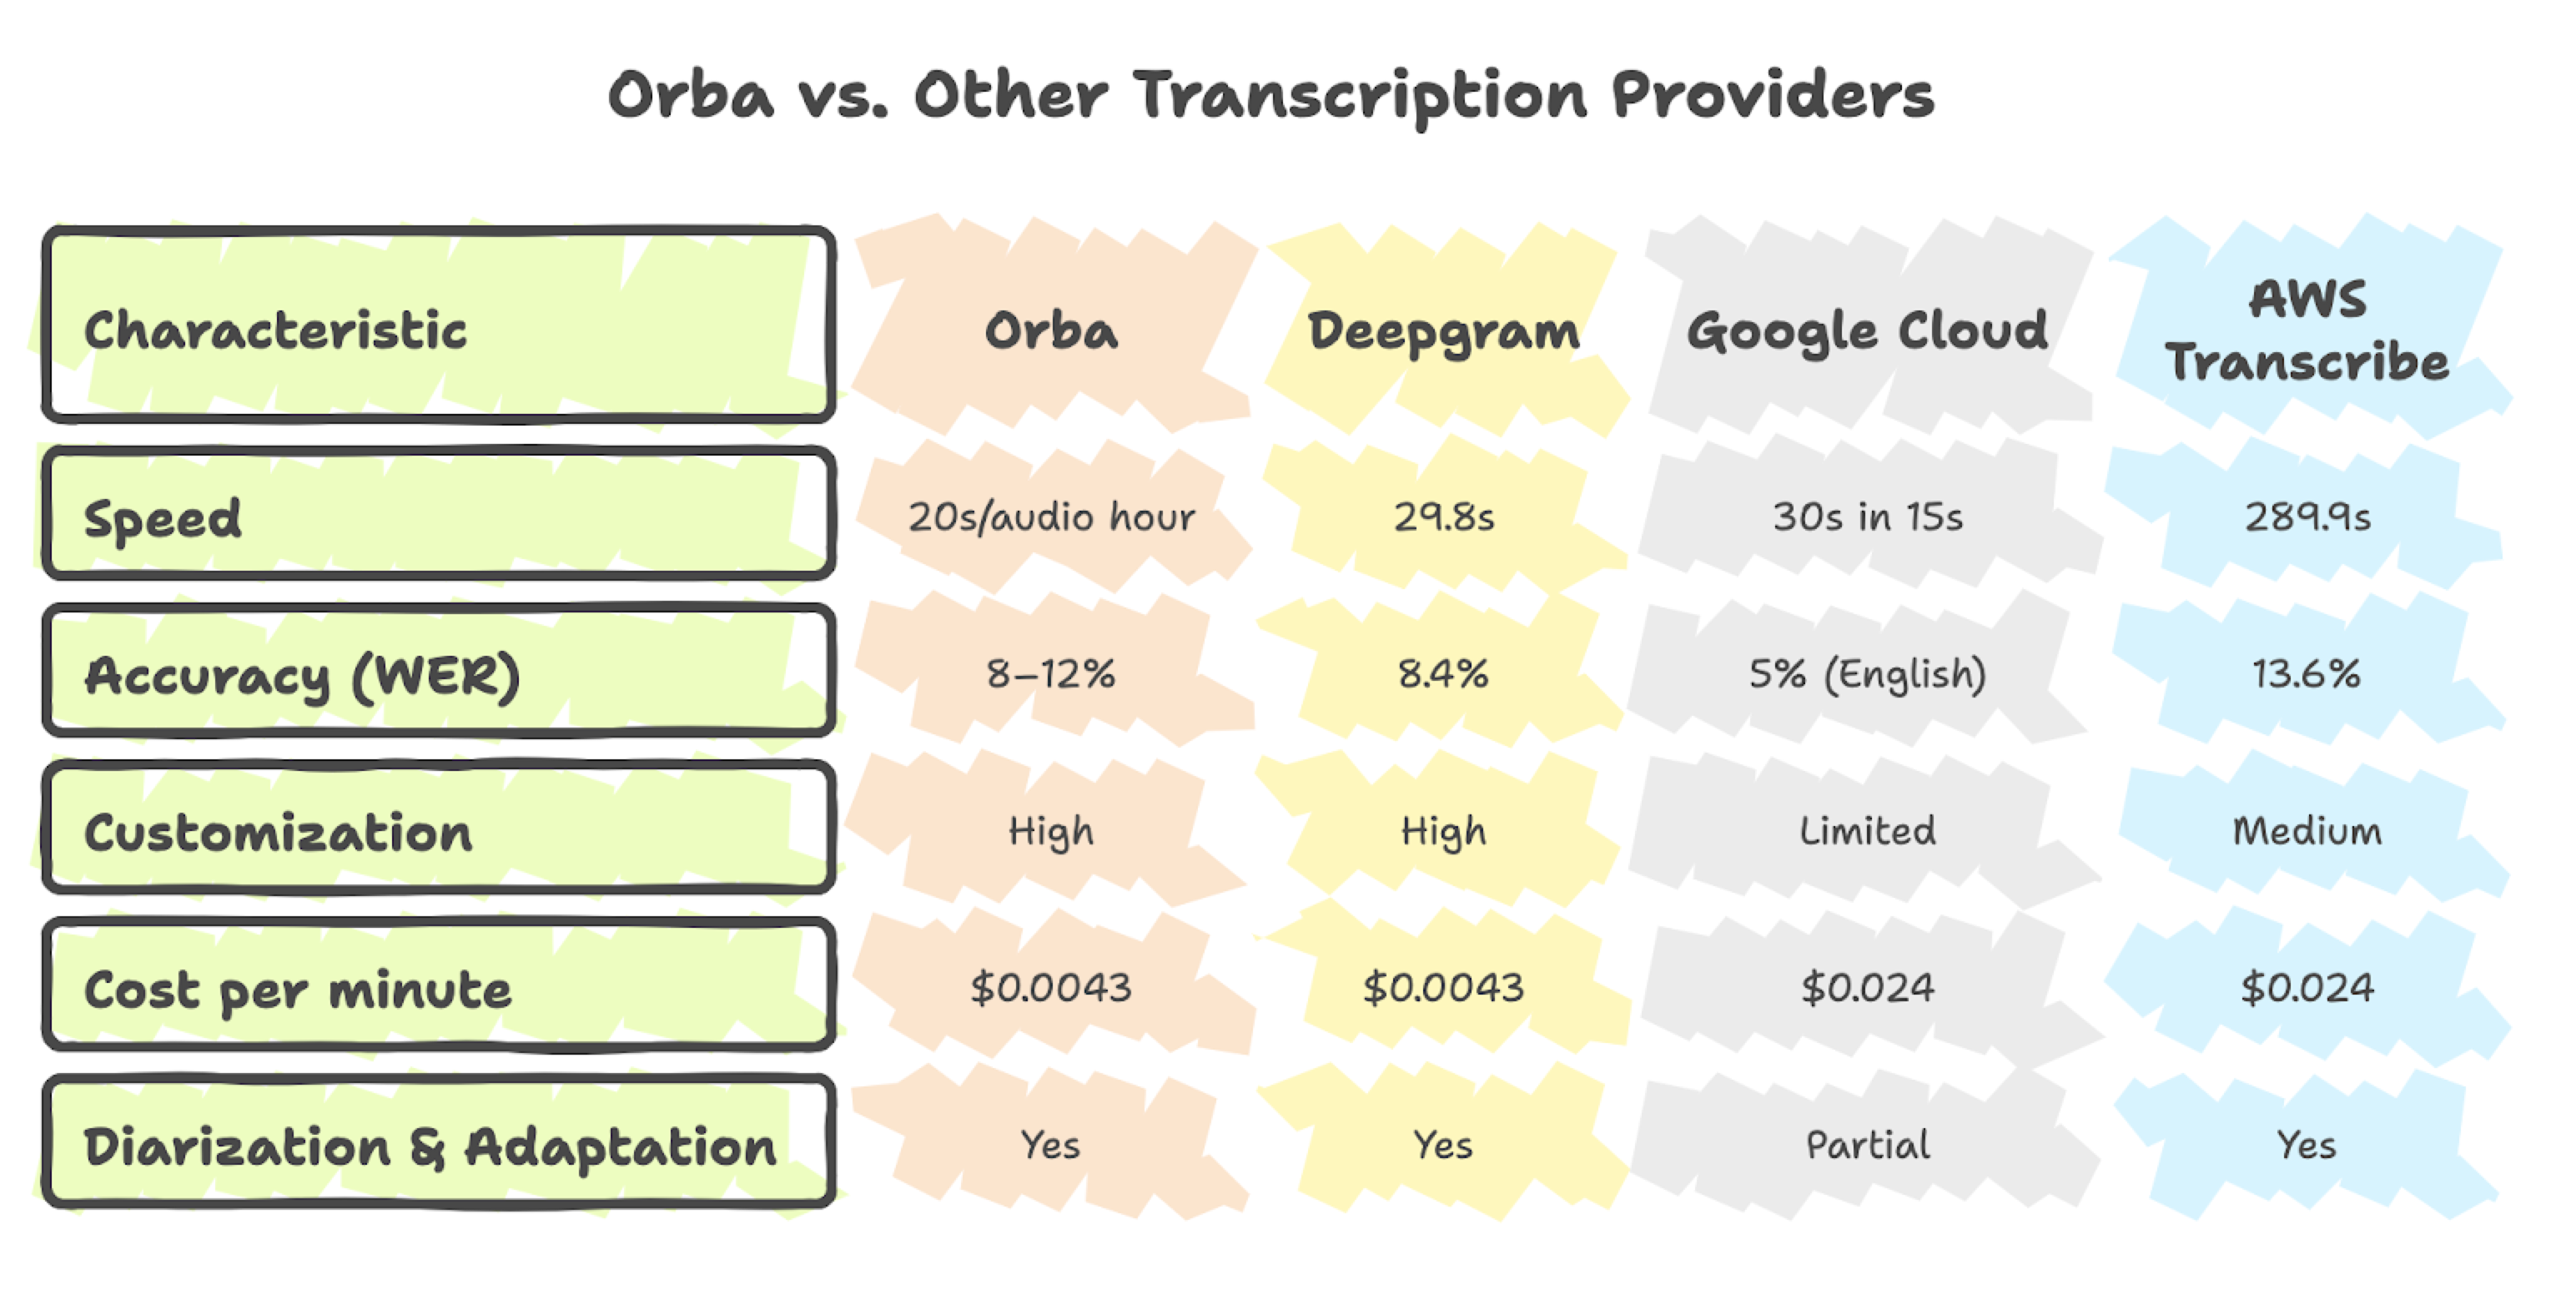 Orba vs. Other Transcription Providers
Characteristic Orba Deepgram Google Cloud AWS Transcribe
Speed 20s/audio hour 29.8s 30s in 15s 289.9s
Accuracy (WER) 8–12% 8.4% 5% (English) 13.6%
Customization High High Limited Medium
Cost per minute $0.0043 $0.0043 $0.024 $0.024
Diarization & Adaptation Yes Yes Partial Yes